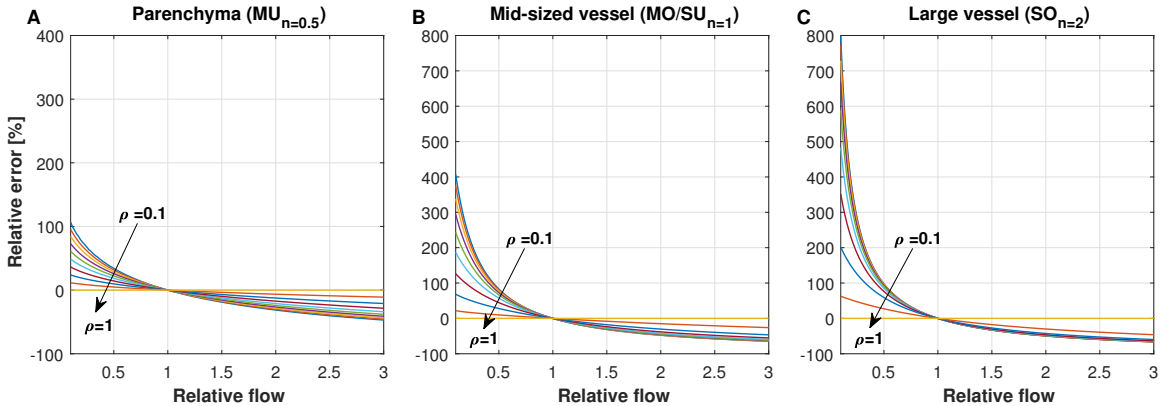 A
Parenchyma (MU n=0.5)
400
300
200
100
0
-100
Relative error [%]
ρ =0.1
ρ=1
0.5 1 1.5 2 2.5 3
Relative flow
B
Mid-sized vessel (MO/SU n=1)
800
700
600
500
400
300
200
100
0
-100
ρ =0.1
ρ=1
0.5 1 1.5 2 2.5 3
Relative flow
C
Large vessel (SO n=2)
800
700
600
500
400
300
200
100
0
-100
ρ =0.1
ρ=1
0.5 1 1.5 2 2.5 3
Relative flow